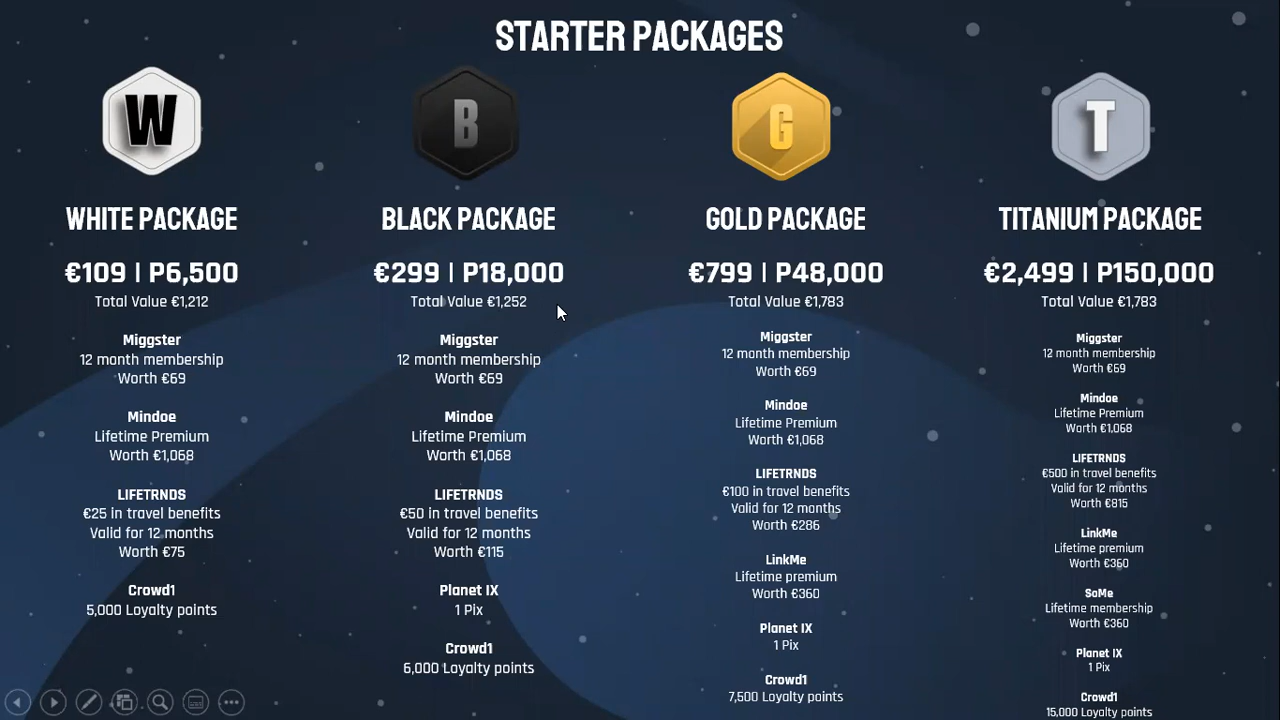 STARTER PACKAGES
W
WHITE PACKAGE
€109 | P6,500
Total Value €1,212
Miggster
12 month membership
Worth €69
Mindoe
Lifetime Premium
Worth €1,068
LIFETRNDS
€25 in travel benefits
Valid for 12 months
Worth €75
Crowd1
5,000 Loyalty points
B
BLACK PACKAGE
€299 | P18,000
Total Value €1,252
Miggster
12 month membership
Worth €69
Mindoe
Lifetime Premium
Worth €1,068
LIFETRNDS
€50 in travel benefits
Valid for 12 months
Worth €115
Planet IX
1 Pix
Crowd1
6,000 Loyalty points
G
GOLD PACKAGE
€799 | P48,000
Total Value €1,783
Miggster
12 month membership
Worth €69
Mindoe
Lifetime Premium
Worth €1,068
LIFETRNDS
€100 in travel benefits
Valid for 12 months
Worth €286
LinkMe
Lifetime premium
Worth €360
Planet IX
1 Pix
Crowd1
7,500 Loyalty points
T
TITANIUM PACKAGE
€2,499 | P150,000
Total Value €1,783
Miggster
12 month membership
Worth €69
Mindoe
Lifetime Premium
Worth €1,068
LIFETRNDS
€500 in travel benefits
Valid for 12 months
Worth €815
LinkMe
Lifetime premium
Worth €360
SoMe
Lifetime membership
Worth €360
Planet IX
1 Pix
Crowd1
15,000 Loyalty points